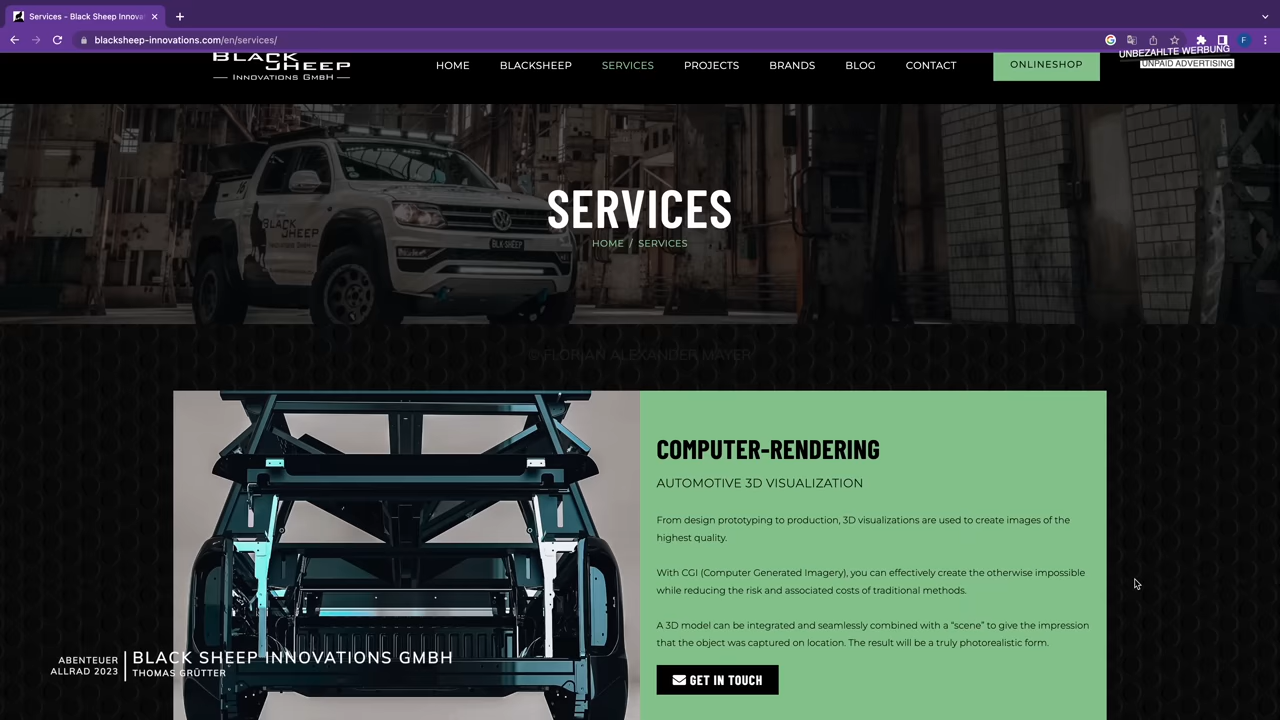 Services - Black Sheep Innova
blacksheep-innovations.com/en/services/
BLACK
SHEEP
INNOVATIONS GMBH
HOME
BLACKSHEEP
SERVICES
PROJECTS
BRANDS
BLOG
CONTACT
ONLINESHOP
UNBEZAHLTE WERBUNG
UNPAID ADVERTISING
F
SERVICES
HOME / SERVICES
BLACK
SHEEP
BLK-SHEEP
© FLORIAN ALEXANDER MAYER
COMPUTER-RENDERING
AUTOMOTIVE 3D VISUALIZATION
From design prototyping to production, 3D visualizations are used to create images of the
highest quality.
With CGI (Computer Generated Imagery), you can effectively create the otherwise impossible
while reducing the risk and associated costs of traditional methods.
A 3D model can be integrated and seamlessly combined with a “scene” to give the impression
that the object was captured on location. The result will be a truly photorealistic form.
GET IN TOUCH
ABENTEUER
ALLRAD 2023
BLACK SHEEP INNOVATIONS GMBH
THOMAS GRÜTTER